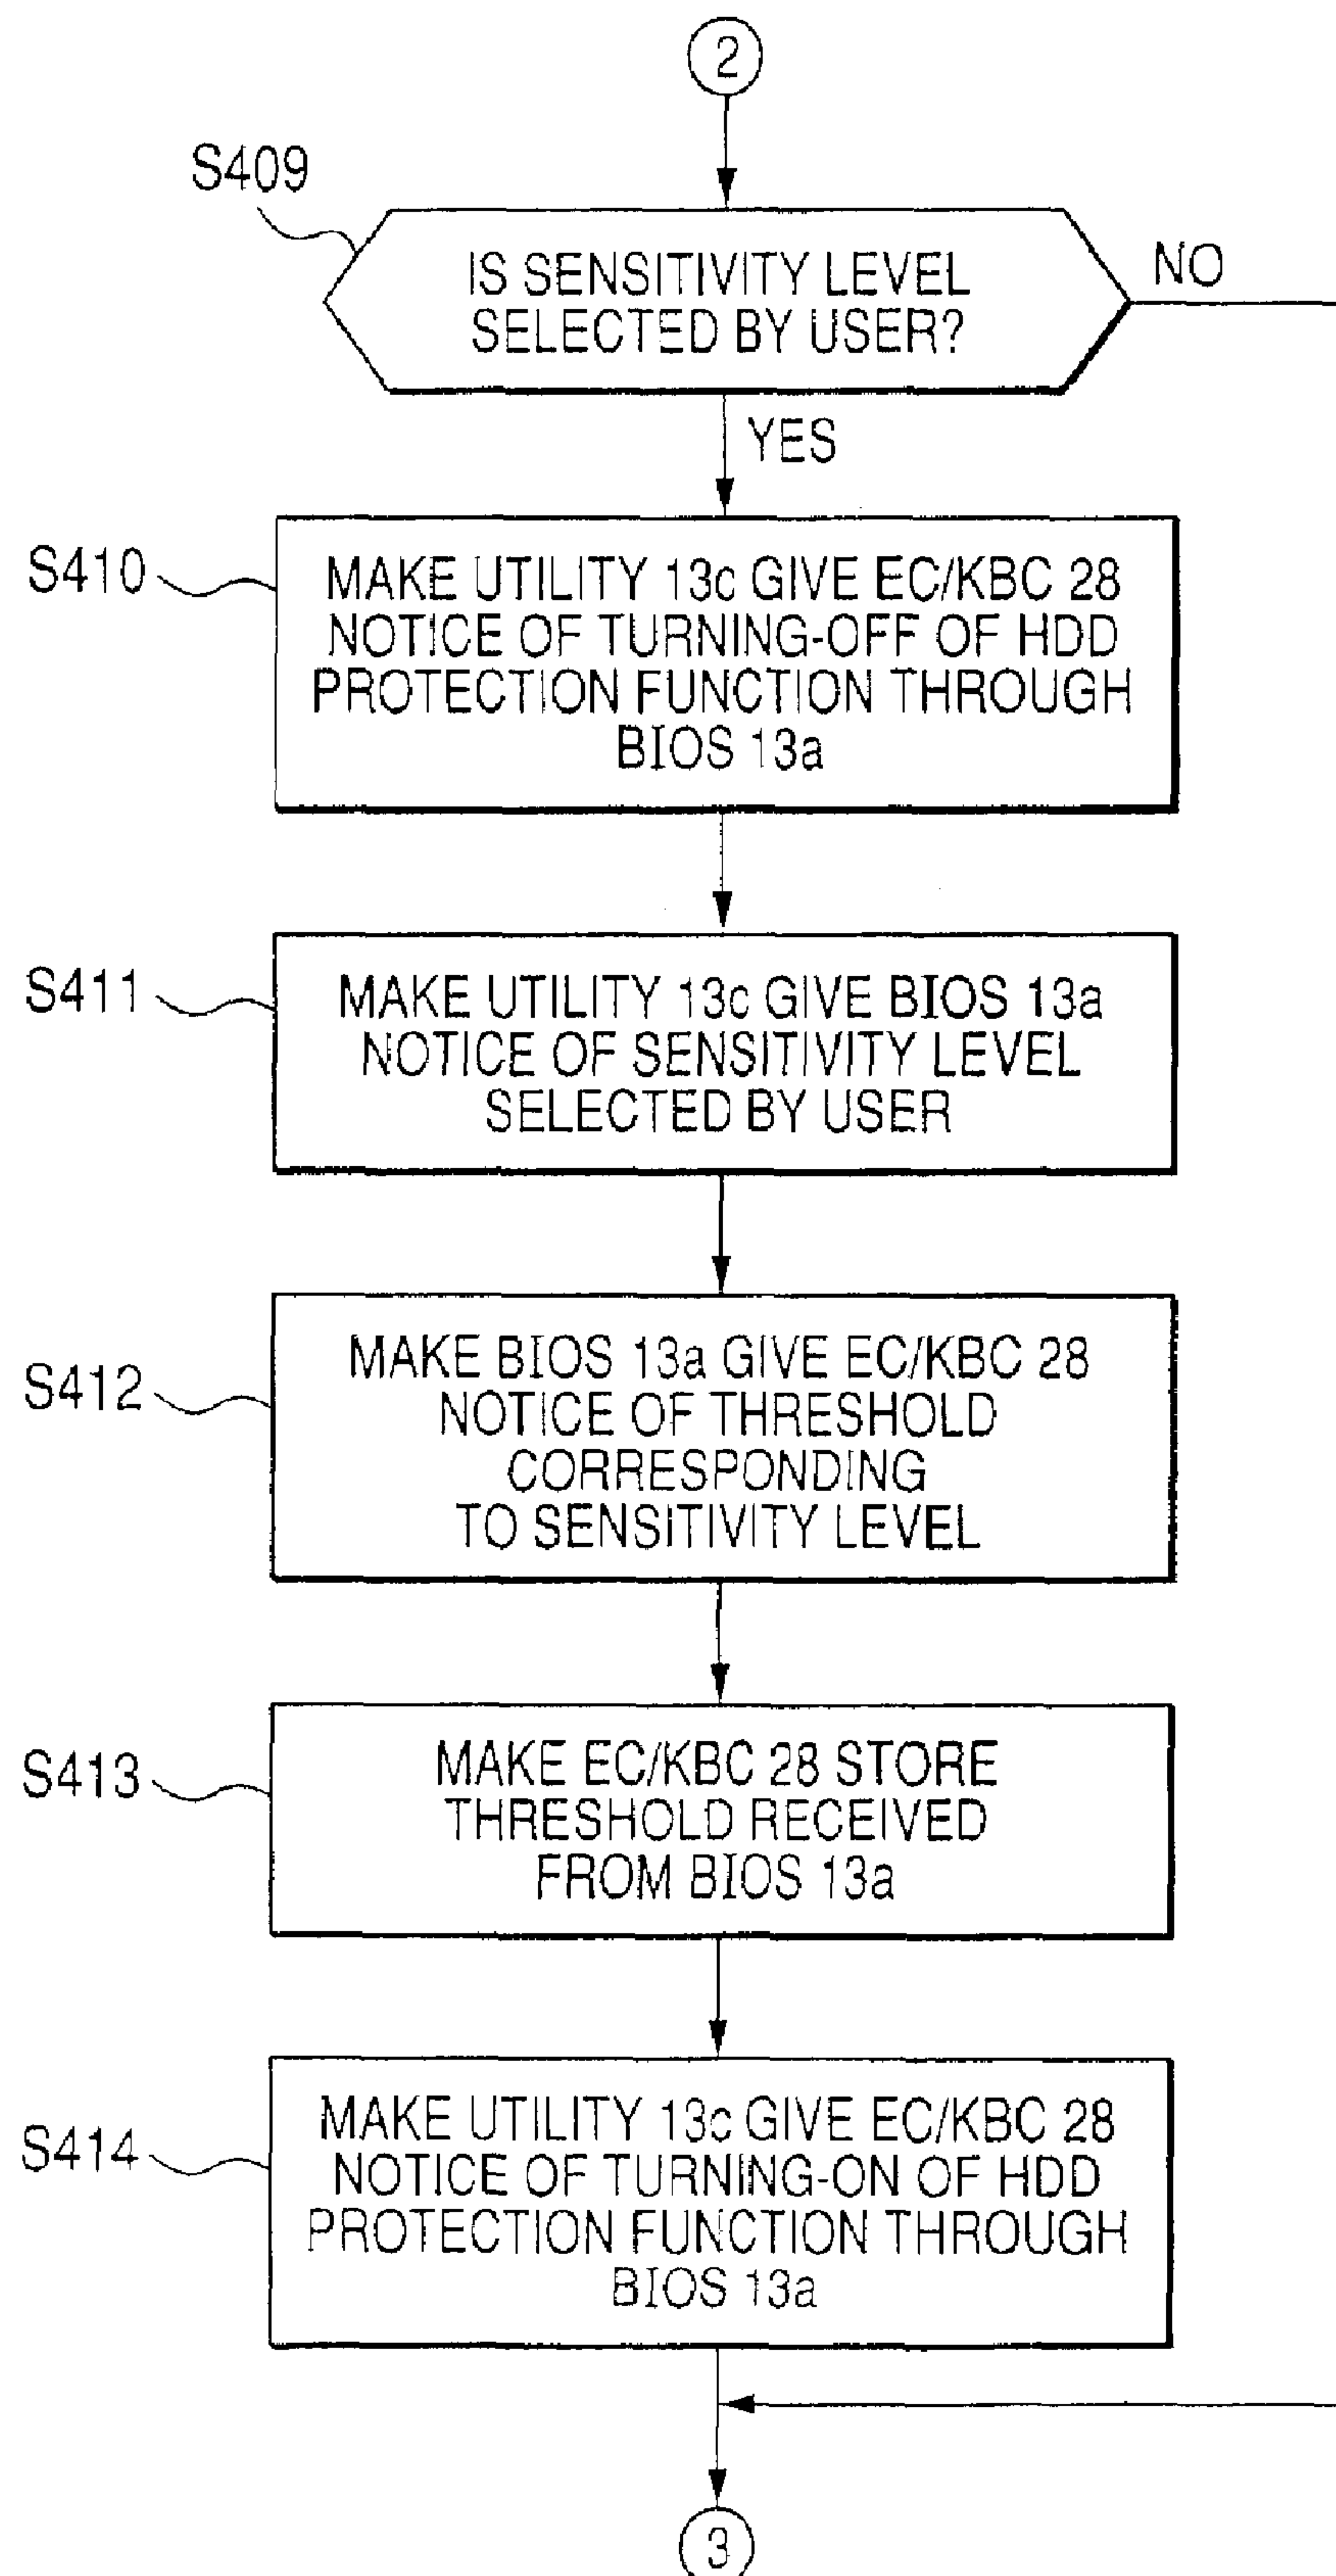 2
S409
IS SENSITIVITY LEVEL
SELECTED BY USER?
NO
YES
S410
MAKE UTILITY 13c GIVE EC/KBC 28
NOTICE OF TURNING-OFF OF HDD
PROTECTION FUNCTION THROUGH
BIOS 13a
S411
MAKE UTILITY 13c GIVE BIOS 13a
NOTICE OF SENSITIVITY LEVEL
SELECTED BY USER
S412
MAKE BIOS 13a GIVE EC/KBC 28
NOTICE OF THRESHOLD
CORRESPONDING
TO SENSITIVITY LEVEL
S413
MAKE EC/KBC 28 STORE
THRESHOLD RECEIVED
FROM BIOS 13a
S414
MAKE UTILITY 13c GIVE EC/KBC 28
NOTICE OF TURNING-ON OF HDD
PROTECTION FUNCTION THROUGH
BIOS 13a
3